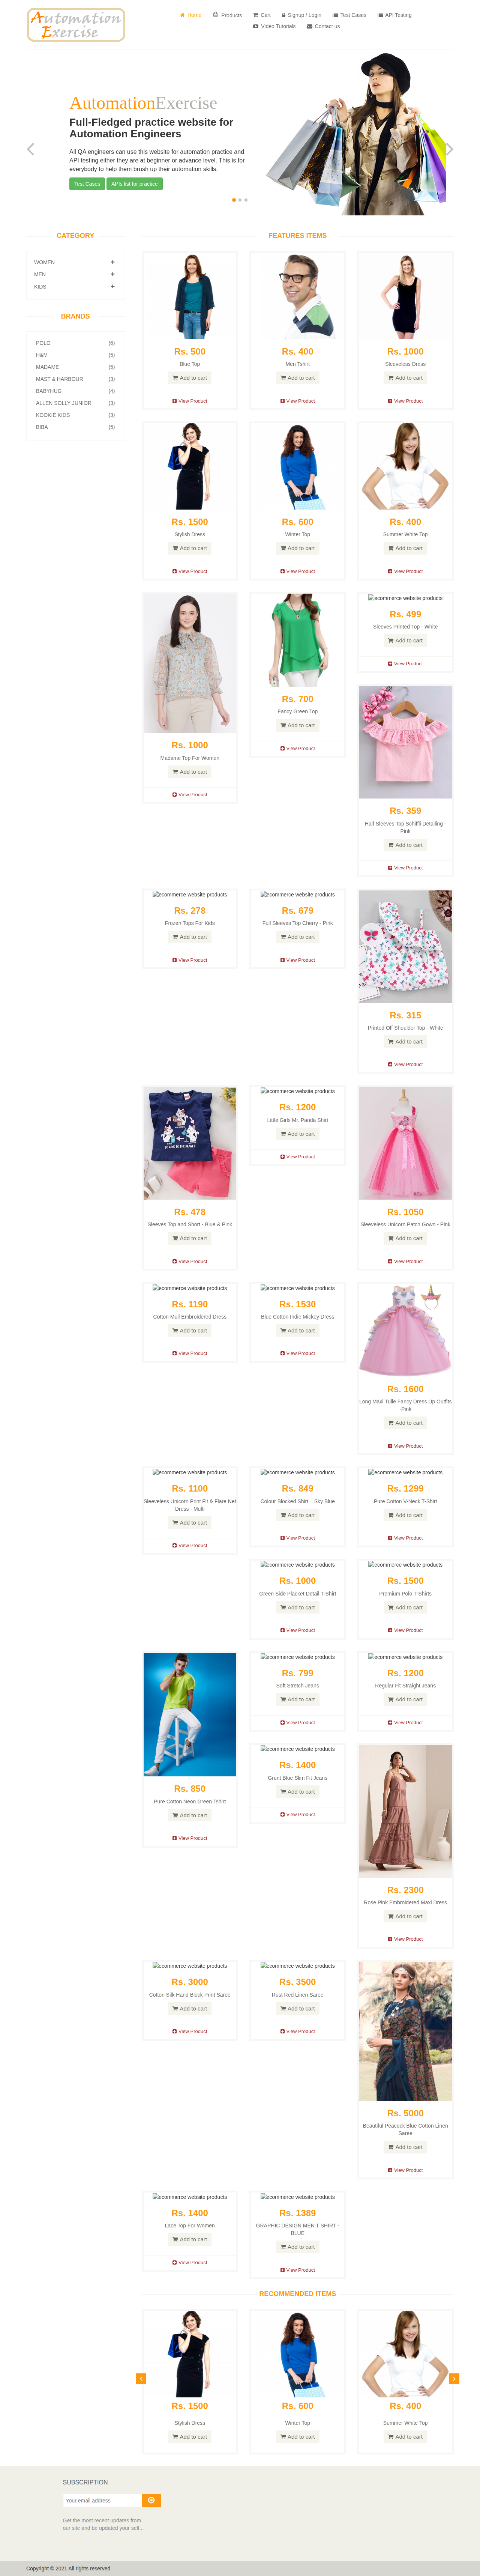 Automation
Exercise
Home
Products
Cart
Signup / Login
Test Cases
API Testing
Video Tutorials
Contact us
AutomationExercise
Full-Fledged practice website for
Automation Engineers
All QA engineers can use this website for automation practice and
API testing either they are at beginner or advance level. This is for
everybody to help them brush up their automation skills.
Test Cases
APIs list for practice
CATEGORY
WOMEN
MEN
KIDS
BRANDS
POLO (6)
H&M (5)
MADAME (5)
MAST & HARBOUR (3)
BABYHUG (4)
ALLEN SOLLY JUNIOR (3)
KOOKIE KIDS (3)
BIBA (5)
FEATURES ITEMS
Rs. 500
Blue Top
Add to cart
View Product
Rs. 400
Men Tshirt
Add to cart
View Product
Rs. 1000
Sleeveless Dress
Add to cart
View Product
Rs. 1500
Stylish Dress
Add to cart
View Product
Rs. 600
Winter Top
Add to cart
View Product
Rs. 400
Summer White Top
Add to cart
View Product
Rs. 1000
Madame Top For Women
Add to cart
View Product
Rs. 700
Fancy Green Top
Add to cart
View Product
ecommerce website products
Rs. 499
Sleeves Printed Top - White
Add to cart
View Product
Rs. 359
Half Sleeves Top Schiffli Detailing -
Pink
Add to cart
View Product
ecommerce website products
Rs. 278
Frozen Tops For Kids
Add to cart
View Product
ecommerce website products
Rs. 679
Full Sleeves Top Cherry - Pink
Add to cart
View Product
Rs. 315
Printed Off Shoulder Top - White
Add to cart
View Product
Rs. 478
Sleeves Top and Short - Blue & Pink
Add to cart
View Product
ecommerce website products
Rs. 1200
Little Girls Mr. Panda Shirt
Add to cart
View Product
Rs. 1050
Sleeveless Unicorn Patch Gown - Pink
Add to cart
View Product
ecommerce website products
Rs. 1190
Cotton Mull Embroidered Dress
Add to cart
View Product
ecommerce website products
Rs. 1530
Blue Cotton Indie Mickey Dress
Add to cart
View Product
Rs. 1600
Long Maxi Tulle Fancy Dress Up Outfits
-Pink
Add to cart
View Product
ecommerce website products
Rs. 1100
Sleeveless Unicorn Print Fit & Flare Net
Dress - Multi
Add to cart
View Product
ecommerce website products
Rs. 849
Colour Blocked Shirt – Sky Blue
Add to cart
View Product
ecommerce website products
Rs. 1299
Pure Cotton V-Neck T-Shirt
Add to cart
View Product
ecommerce website products
Rs. 1000
Green Side Placket Detail T-Shirt
Add to cart
View Product
ecommerce website products
Rs. 1500
Premium Polo T-Shirts
Add to cart
View Product
Rs. 850
Pure Cotton Neon Green Tshirt
Add to cart
View Product
ecommerce website products
Rs. 799
Soft Stretch Jeans
Add to cart
View Product
ecommerce website products
Rs. 1200
Regular Fit Straight Jeans
Add to cart
View Product
ecommerce website products
Rs. 1400
Grunt Blue Slim Fit Jeans
Add to cart
View Product
Rs. 2300
Rose Pink Embroidered Maxi Dress
Add to cart
View Product
ecommerce website products
Rs. 3000
Cotton Silk Hand Block Print Saree
Add to cart
View Product
ecommerce website products
Rs. 3500
Rust Red Linen Saree
Add to cart
View Product
Rs. 5000
Beautiful Peacock Blue Cotton Linen
Saree
Add to cart
View Product
ecommerce website products
Rs. 1400
Lace Top For Women
Add to cart
View Product
ecommerce website products
Rs. 1389
GRAPHIC DESIGN MEN T SHIRT -
BLUE
Add to cart
View Product
RECOMMENDED ITEMS
Rs. 1500
Stylish Dress
Add to cart
Rs. 600
Winter Top
Add to cart
Rs. 400
Summer White Top
Add to cart
SUBSCRIPTION
Your email address
Get the most recent updates from
our site and be updated your self...
Copyright © 2021 All rights reserved